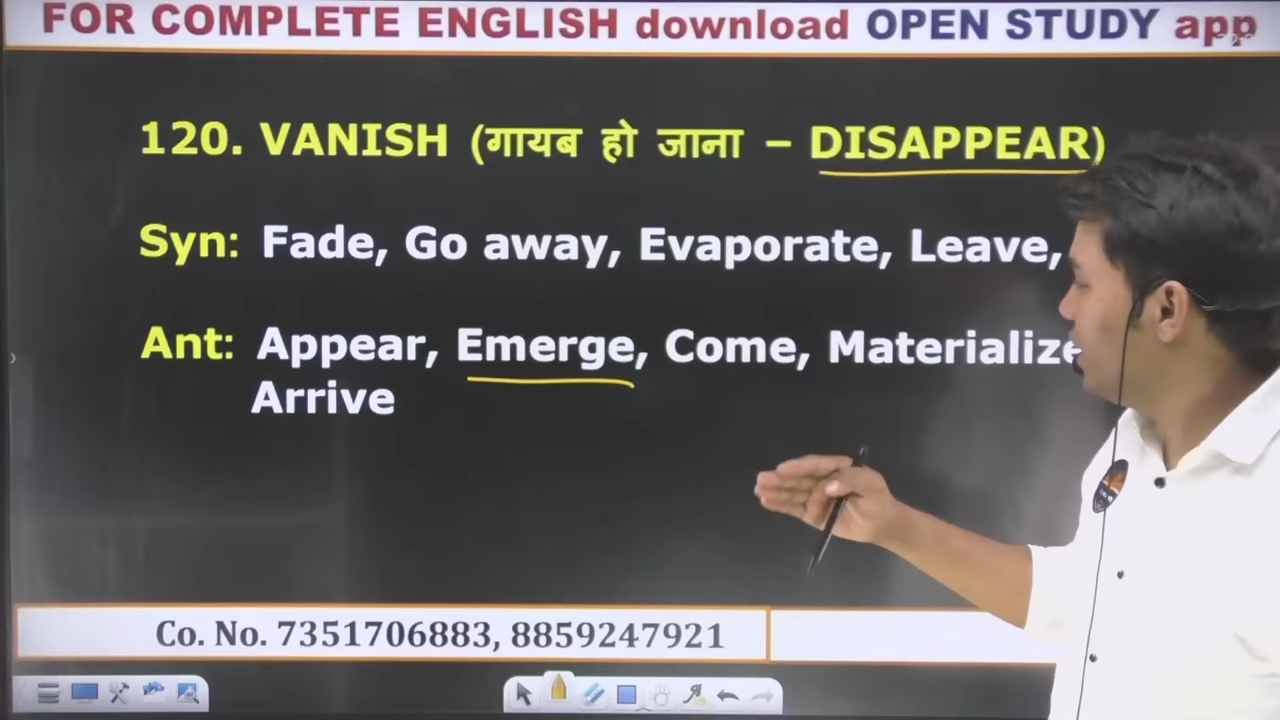 FOR COMPLETE ENGLISH download OPEN STUDY app
120. VANISH (गायब हो जाना – DISAPPEAR)
Syn: Fade, Go away, Evaporate, Leave,
Ant: Appear, Emerge, Come, Materialize
Arrive
Co. No. 7351706883, 8859247921